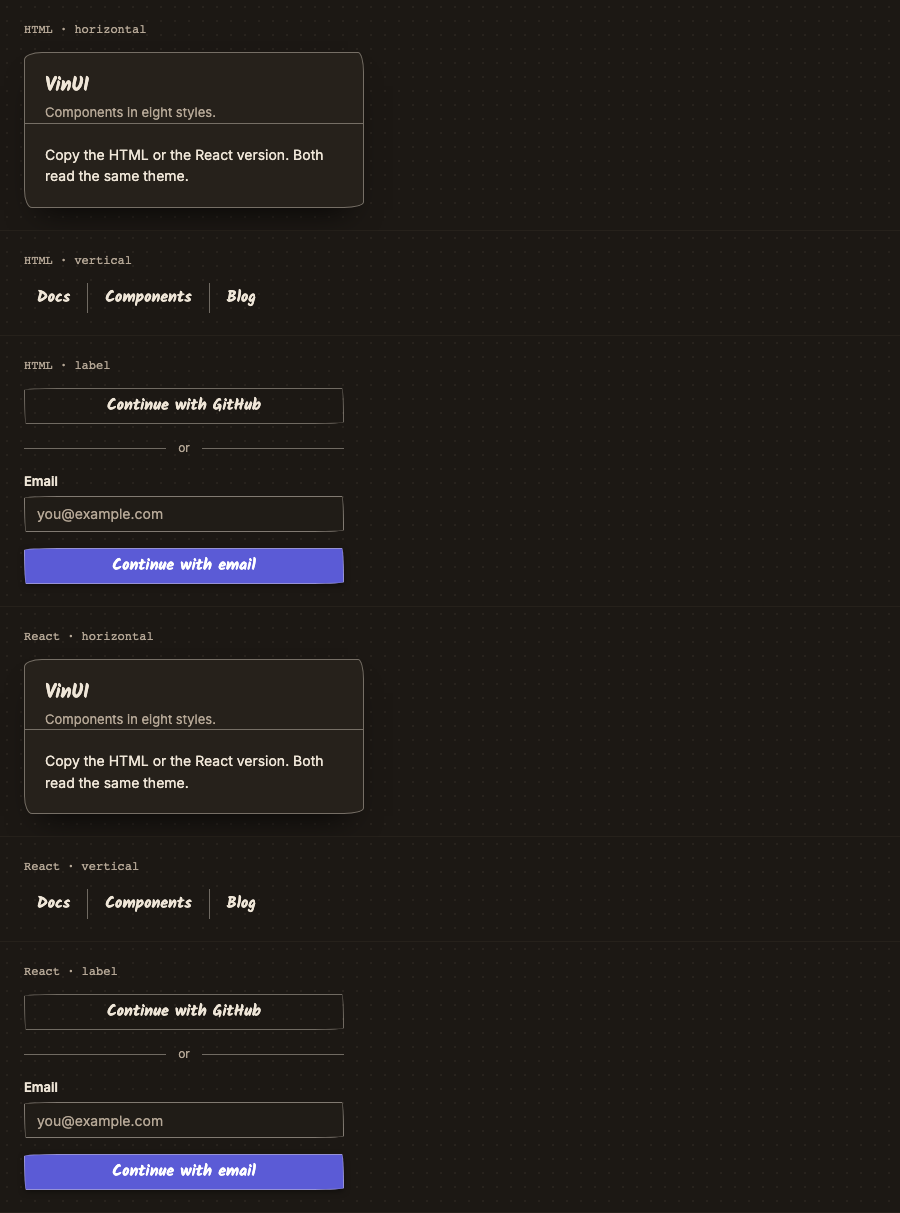 HTML · horizontal
VinUI
Components in eight styles.
Copy the HTML or the React version. Both
read the same theme.
HTML · vertical
Docs Components Blog
HTML · label
Continue with GitHub
or
Email
you@example.com
Continue with email
React · horizontal
VinUI
Components in eight styles.
Copy the HTML or the React version. Both
read the same theme.
React · vertical
Docs Components Blog
React · label
Continue with GitHub
or
Email
you@example.com
Continue with email